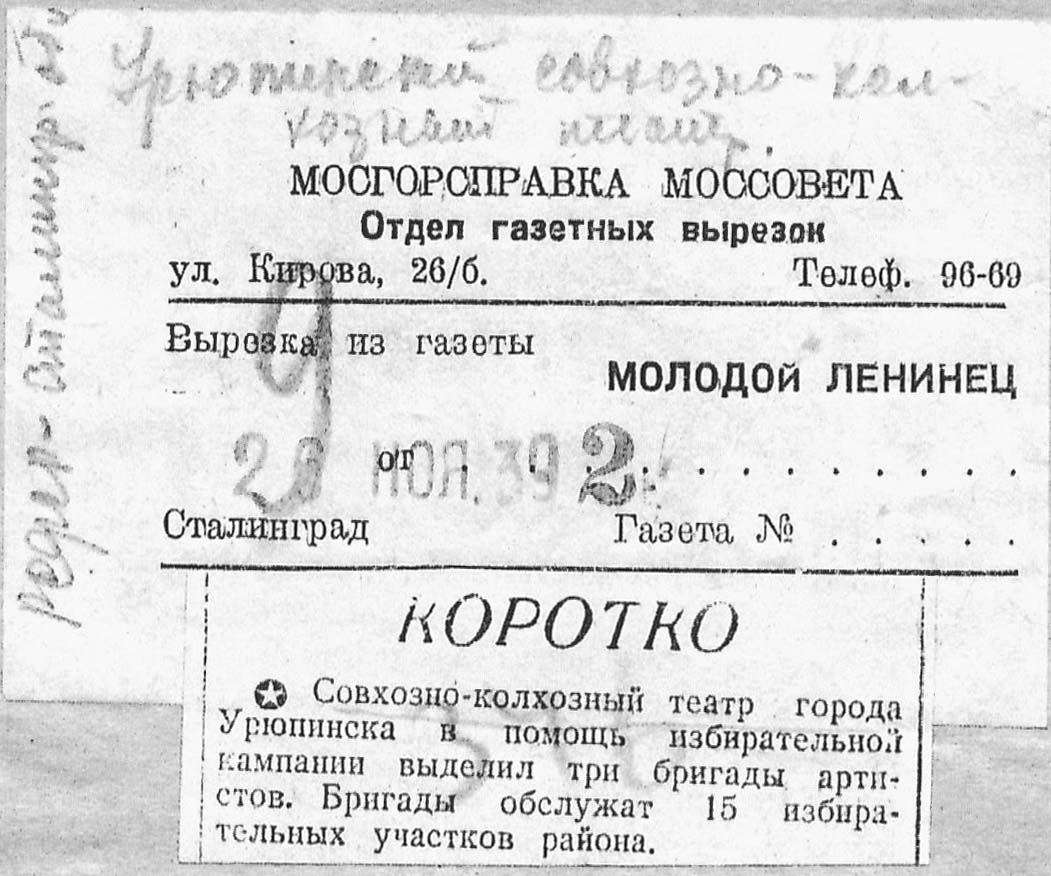 Урюпинский совхозно-кол-
хозный театр.
МОСГОРСПРАВКА МОССОВЕТА
Отдел газетных вырезок
ул. Кирова, 26/б. Телеф. 96-69
Вырезка из газеты
МОЛОДОЙ ЛЕНИНЕЦ
от 28 НОЯ. 39 2
Сталинград Газета №
КОРОТКО
Совхозно-колхозный театр города
Урюпинска в помощь избирательной
кампании выделил три бригады арти-
стов. Бригады обслужат 15 избира-
тельных участков района.